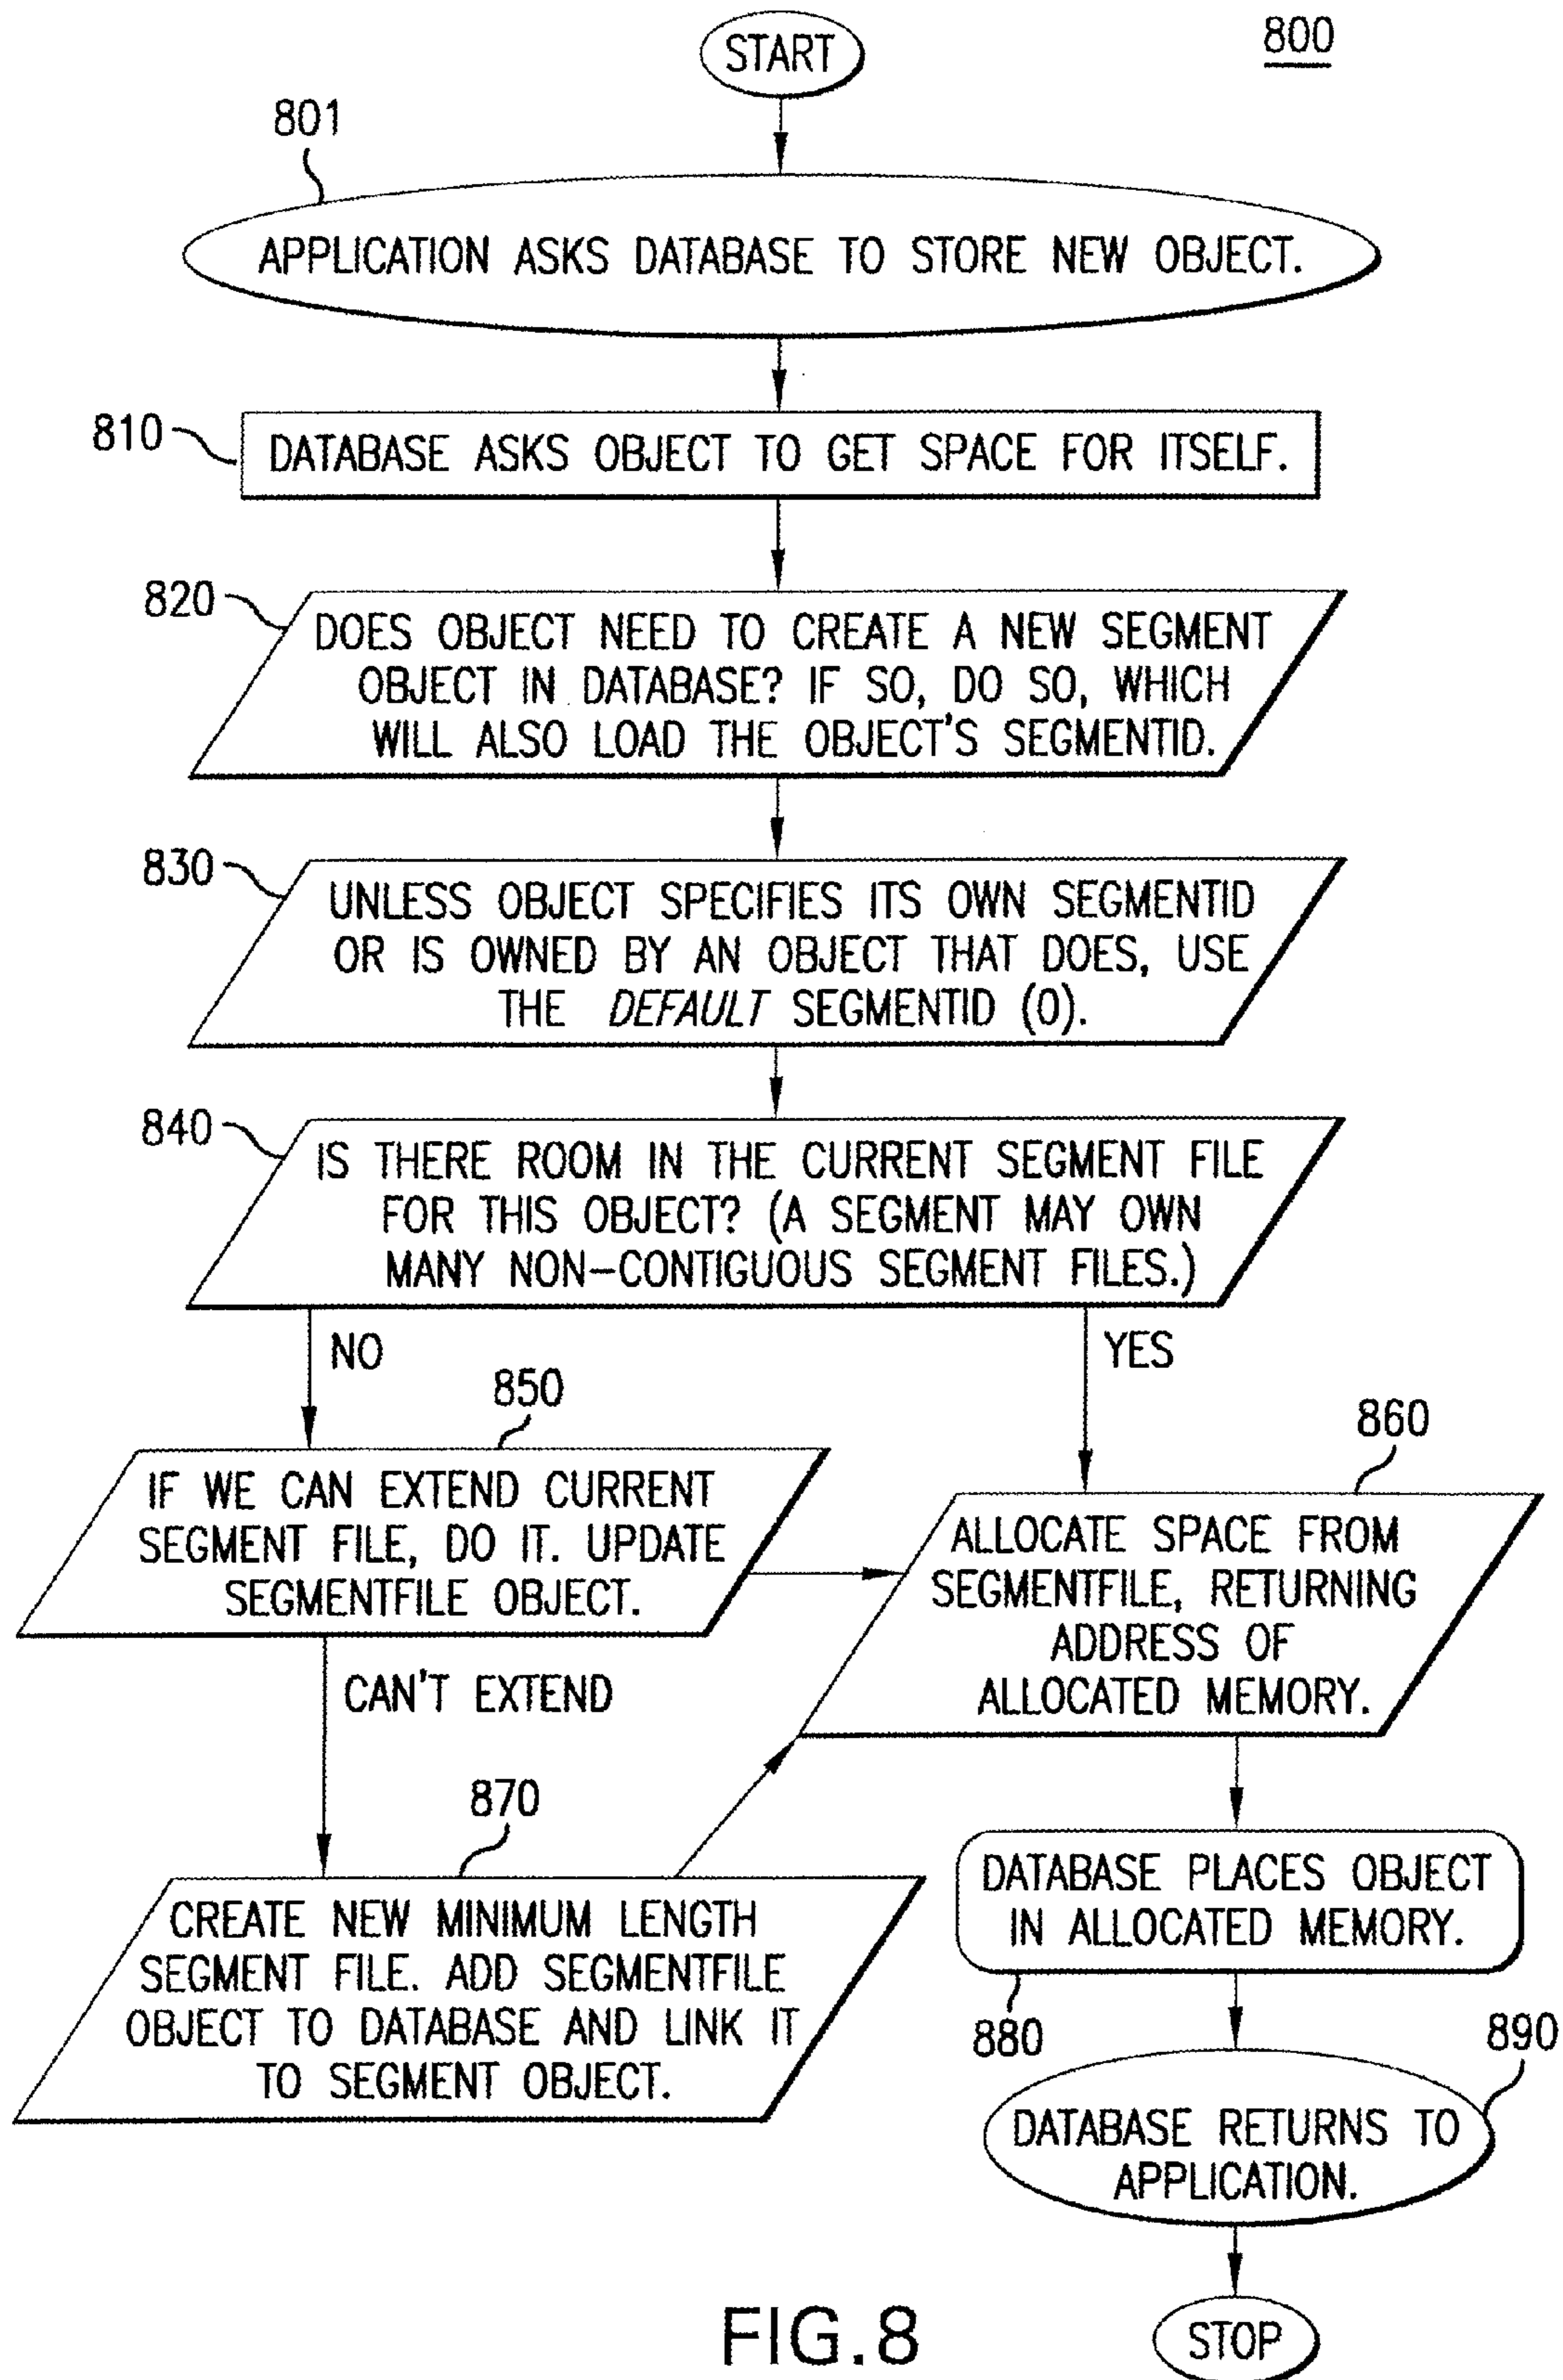 START
800
801
APPLICATION ASKS DATABASE TO STORE NEW OBJECT.
810
DATABASE ASKS OBJECT TO GET SPACE FOR ITSELF.
820
DOES OBJECT NEED TO CREATE A NEW SEGMENT
OBJECT IN DATABASE? IF SO, DO SO, WHICH
WILL ALSO LOAD THE OBJECT'S SEGMENTID.
830
UNLESS OBJECT SPECIFIES ITS OWN SEGMENTID
OR IS OWNED BY AN OBJECT THAT DOES, USE
THE DEFAULT SEGMENTID (0).
840
IS THERE ROOM IN THE CURRENT SEGMENT FILE
FOR THIS OBJECT? (A SEGMENT MAY OWN
MANY NON-CONTIGUOUS SEGMENT FILES.)
NO
YES
850
IF WE CAN EXTEND CURRENT
SEGMENT FILE, DO IT. UPDATE
SEGMENTFILE OBJECT.
860
ALLOCATE SPACE FROM
SEGMENTFILE, RETURNING
ADDRESS OF
ALLOCATED MEMORY.
CAN'T EXTEND
870
CREATE NEW MINIMUM LENGTH
SEGMENT FILE. ADD SEGMENTFILE
OBJECT TO DATABASE AND LINK IT
TO SEGMENT OBJECT.
DATABASE PLACES OBJECT
IN ALLOCATED MEMORY.
880
890
DATABASE RETURNS TO
APPLICATION.
STOP
FIG.8